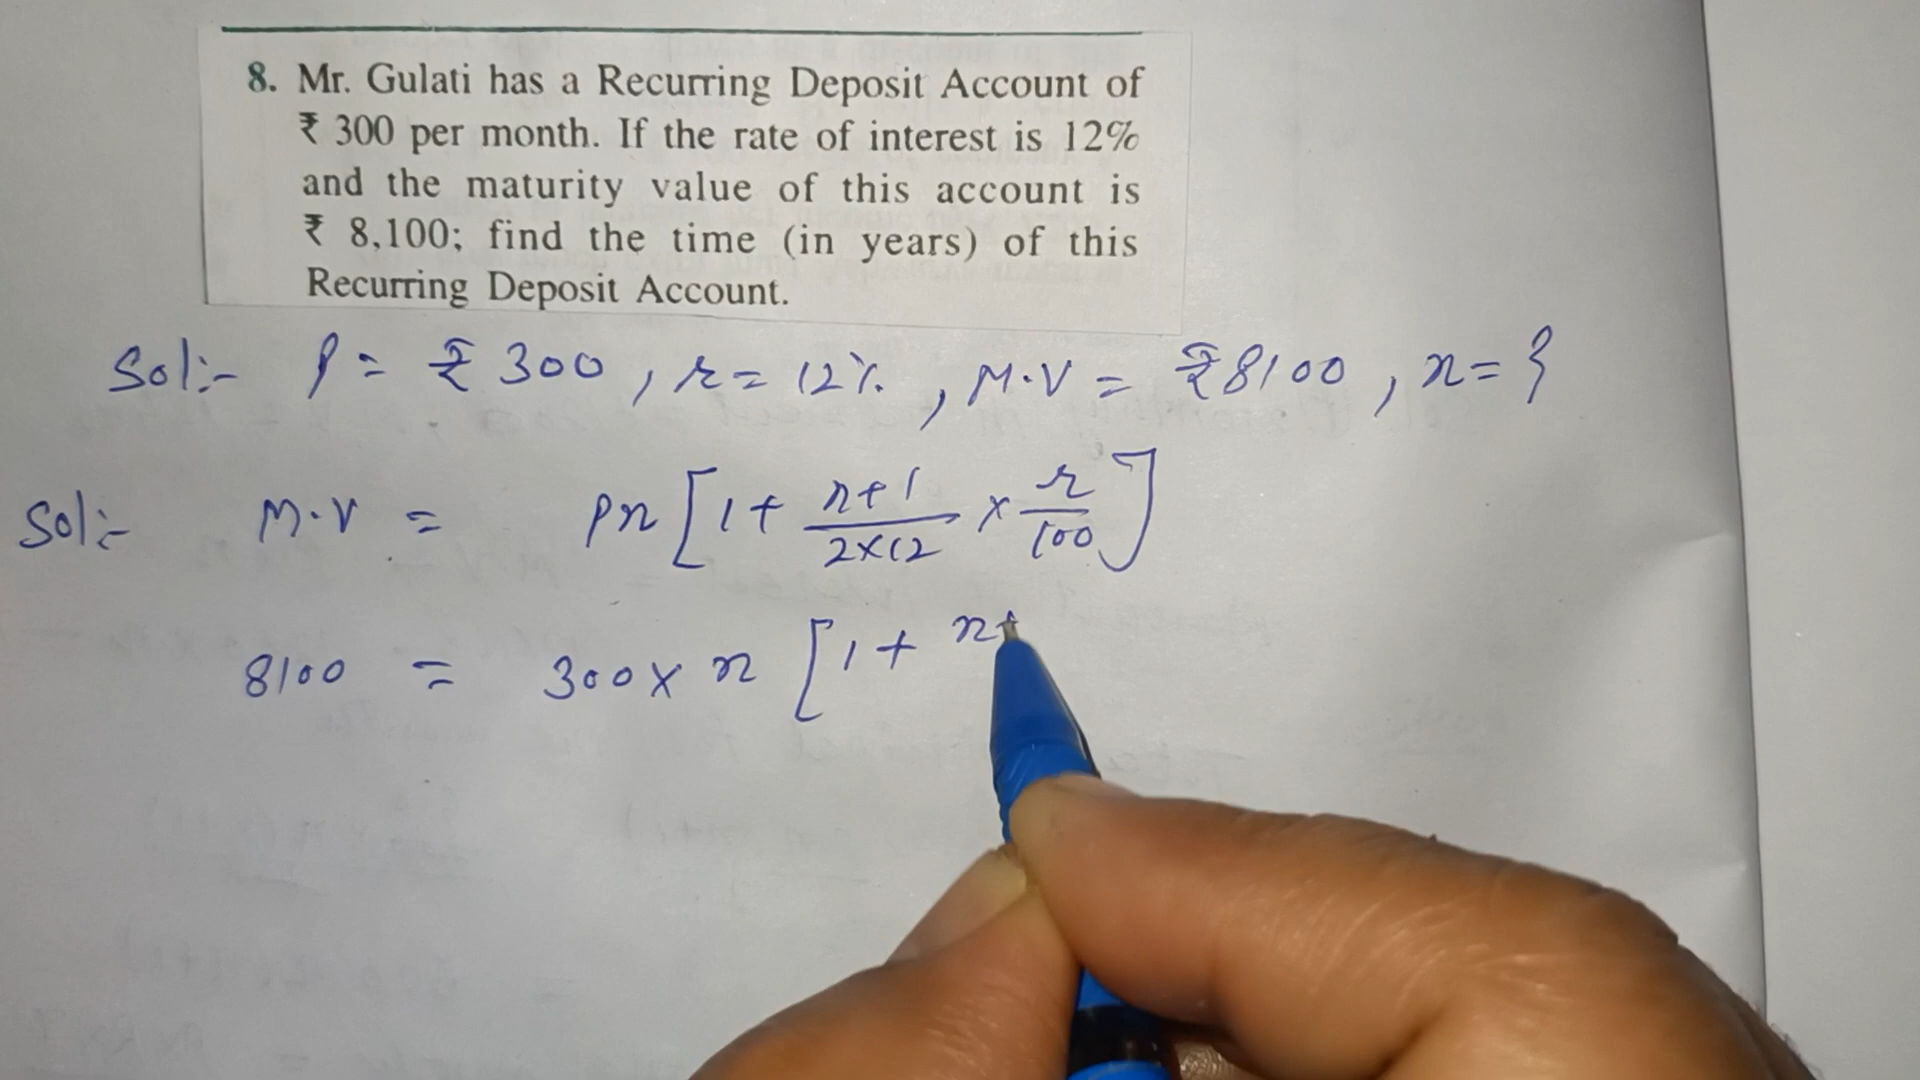 8. Mr. Gulati has a Recurring Deposit Account of
₹ 300 per month. If the rate of interest is 12%
and the maturity value of this account is
₹ 8,100; find the time (in years) of this
Recurring Deposit Account.
Sol:- P = ₹ 300, r = 12%, M.V = ₹ 8100, n = ?
Sol:- M.V = Pn [1 + (n+1)/(2×12) × r/100]
8100 = 300 × n [1 + n+